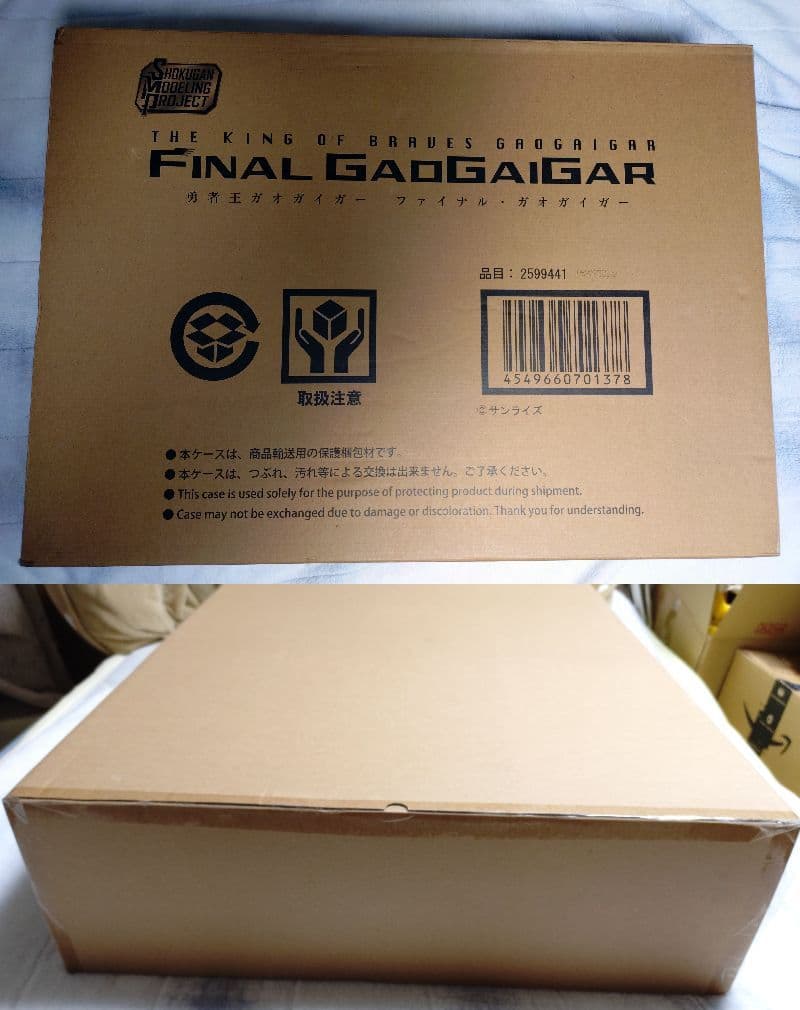 SHOKUGAN
MODELING
PROJECT
THE KING OF BRAVES GAOGAIGAR
FINAL GAOGAIGAR
勇者王ガオガイガー ファイナル・ガオガイガー
品目： 2599441
4549660701378
取扱注意
©サンライズ
●本ケースは、商品輸送用の保護梱包材です。
●本ケースは、つぶれ、汚れ等による交換は出来ません。ご了承ください。
●This case is used solely for the purpose of protecting product during shipment.
●Case may not be exchanged due to damage or discoloration. Thank you for understanding.